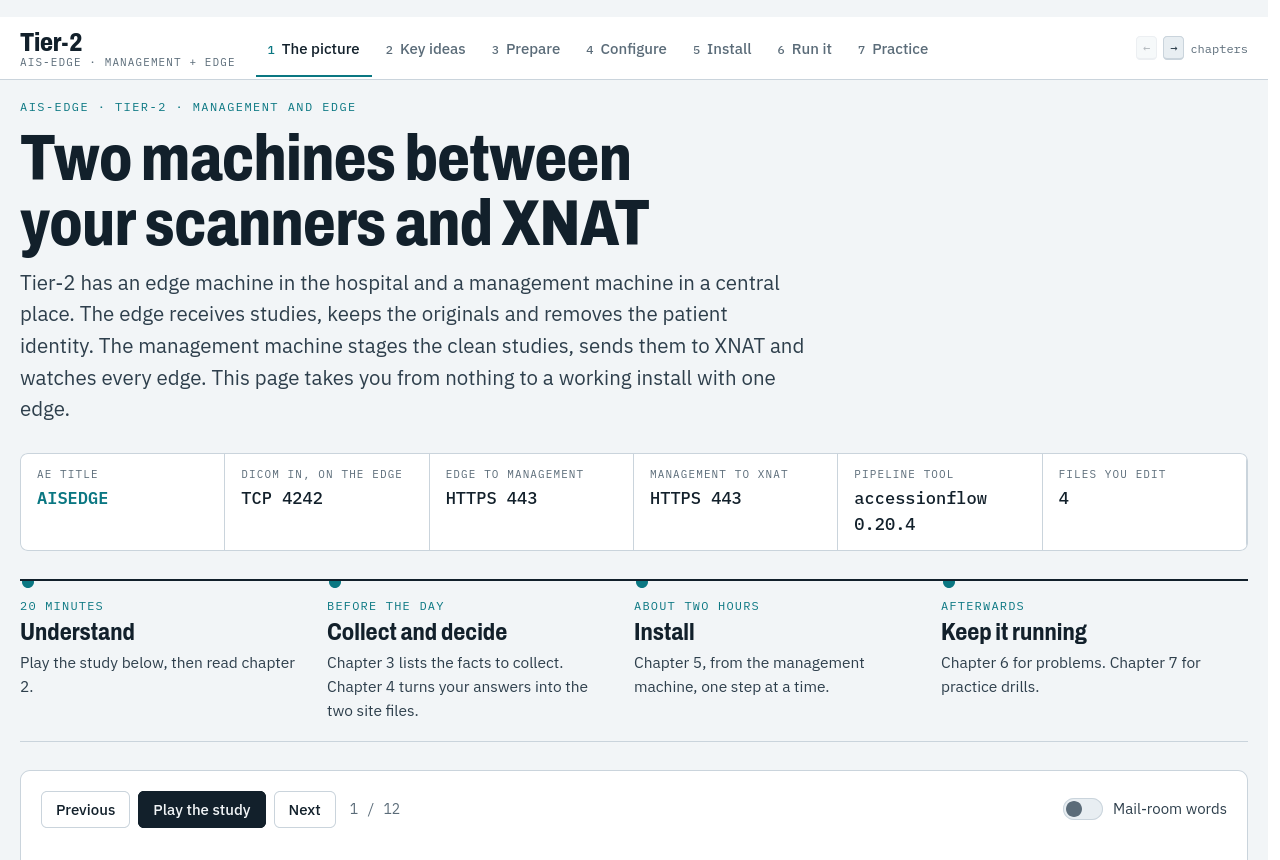 Tier-2
AIS-EDGE · MANAGEMENT + EDGE
1 The picture
2 Key ideas
3 Prepare
4 Configure
5 Install
6 Run it
7 Practice
← → chapters
AIS-EDGE · TIER-2 · MANAGEMENT AND EDGE
Two machines between
your scanners and XNAT
Tier-2 has an edge machine in the hospital and a management machine in a central
place. The edge receives studies, keeps the originals and removes the patient
identity. The management machine stages the clean studies, sends them to XNAT and
watches every edge. This page takes you from nothing to a working install with one
edge.
AE TITLE
AISEDGE
DICOM IN, ON THE EDGE
TCP 4242
EDGE TO MANAGEMENT
HTTPS 443
MANAGEMENT TO XNAT
HTTPS 443
PIPELINE TOOL
accessionflow
0.20.4
FILES YOU EDIT
4
20 MINUTES
Understand
Play the study below, then read chapter
2.
BEFORE THE DAY
Collect and decide
Chapter 3 lists the facts to collect.
Chapter 4 turns your answers into the
two site files.
ABOUT TWO HOURS
Install
Chapter 5, from the management
machine, one step at a time.
AFTERWARDS
Keep it running
Chapter 6 for problems. Chapter 7 for
practice drills.
Previous
Play the study
Next
1 / 12
Mail-room words